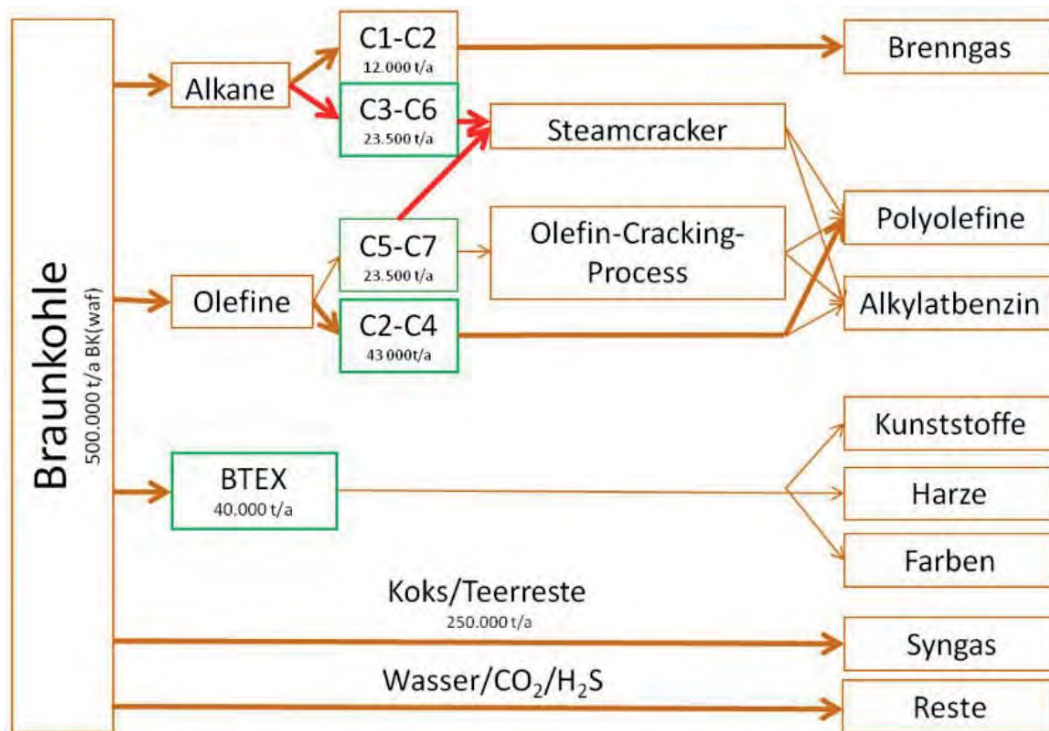 Braunkohle
500.000 t/a BK(waf)
Alkane
C1-C2
12.000 t/a
C3-C6
23.500 t/a
Steamcracker
Brenngas
Olefine
C5-C7
23.500 t/a
C2-C4
43 000t/a
Olefin-Cracking-
Process
Polyolefine
Alkylatbenzin
BTEX
40.000 t/a
Kunststoffe
Harze
Farben
Koks/Teerreste
250.000 t/a
Syngas
Wasser/CO₂/H₂S
Reste